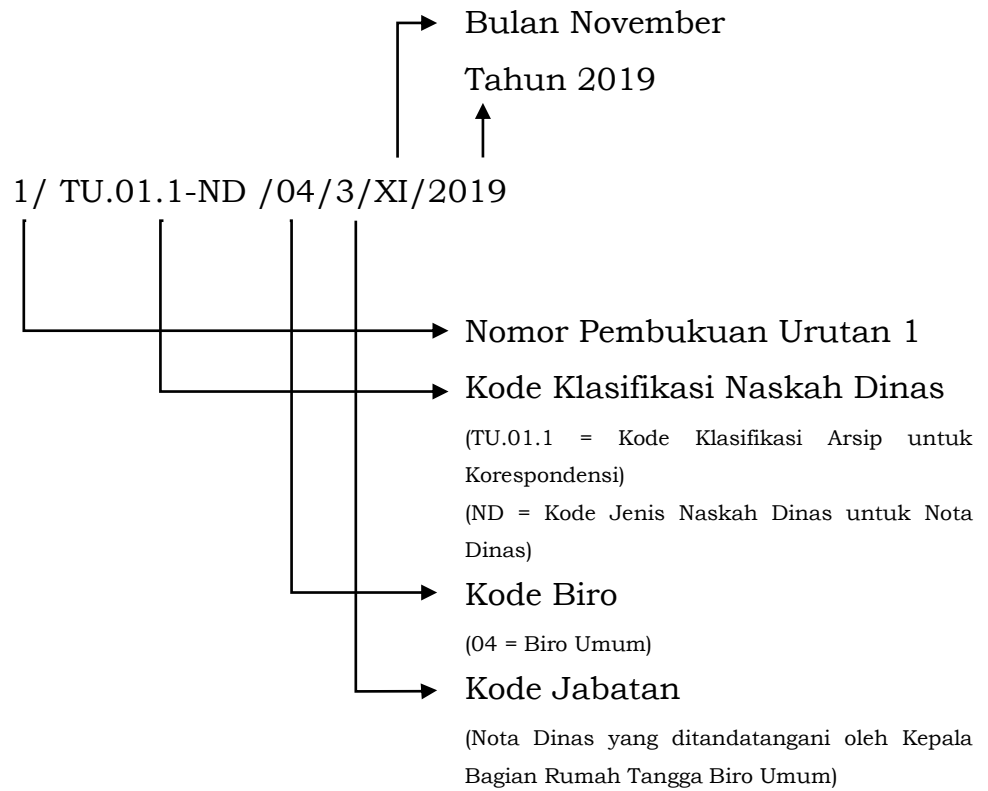 Bulan November
Tahun 2019
1/ TU.01.1-ND /04/3/XI/2019
Nomor Pembukuan Urutan 1
Kode Klasifikasi Naskah Dinas
(TU.01.1 = Kode Klasifikasi Arsip untuk
Korespondensi)
(ND = Kode Jenis Naskah Dinas untuk Nota
Dinas)
Kode Biro
(04 = Biro Umum)
Kode Jabatan
(Nota Dinas yang ditandatangani oleh Kepala
Bagian Rumah Tangga Biro Umum)